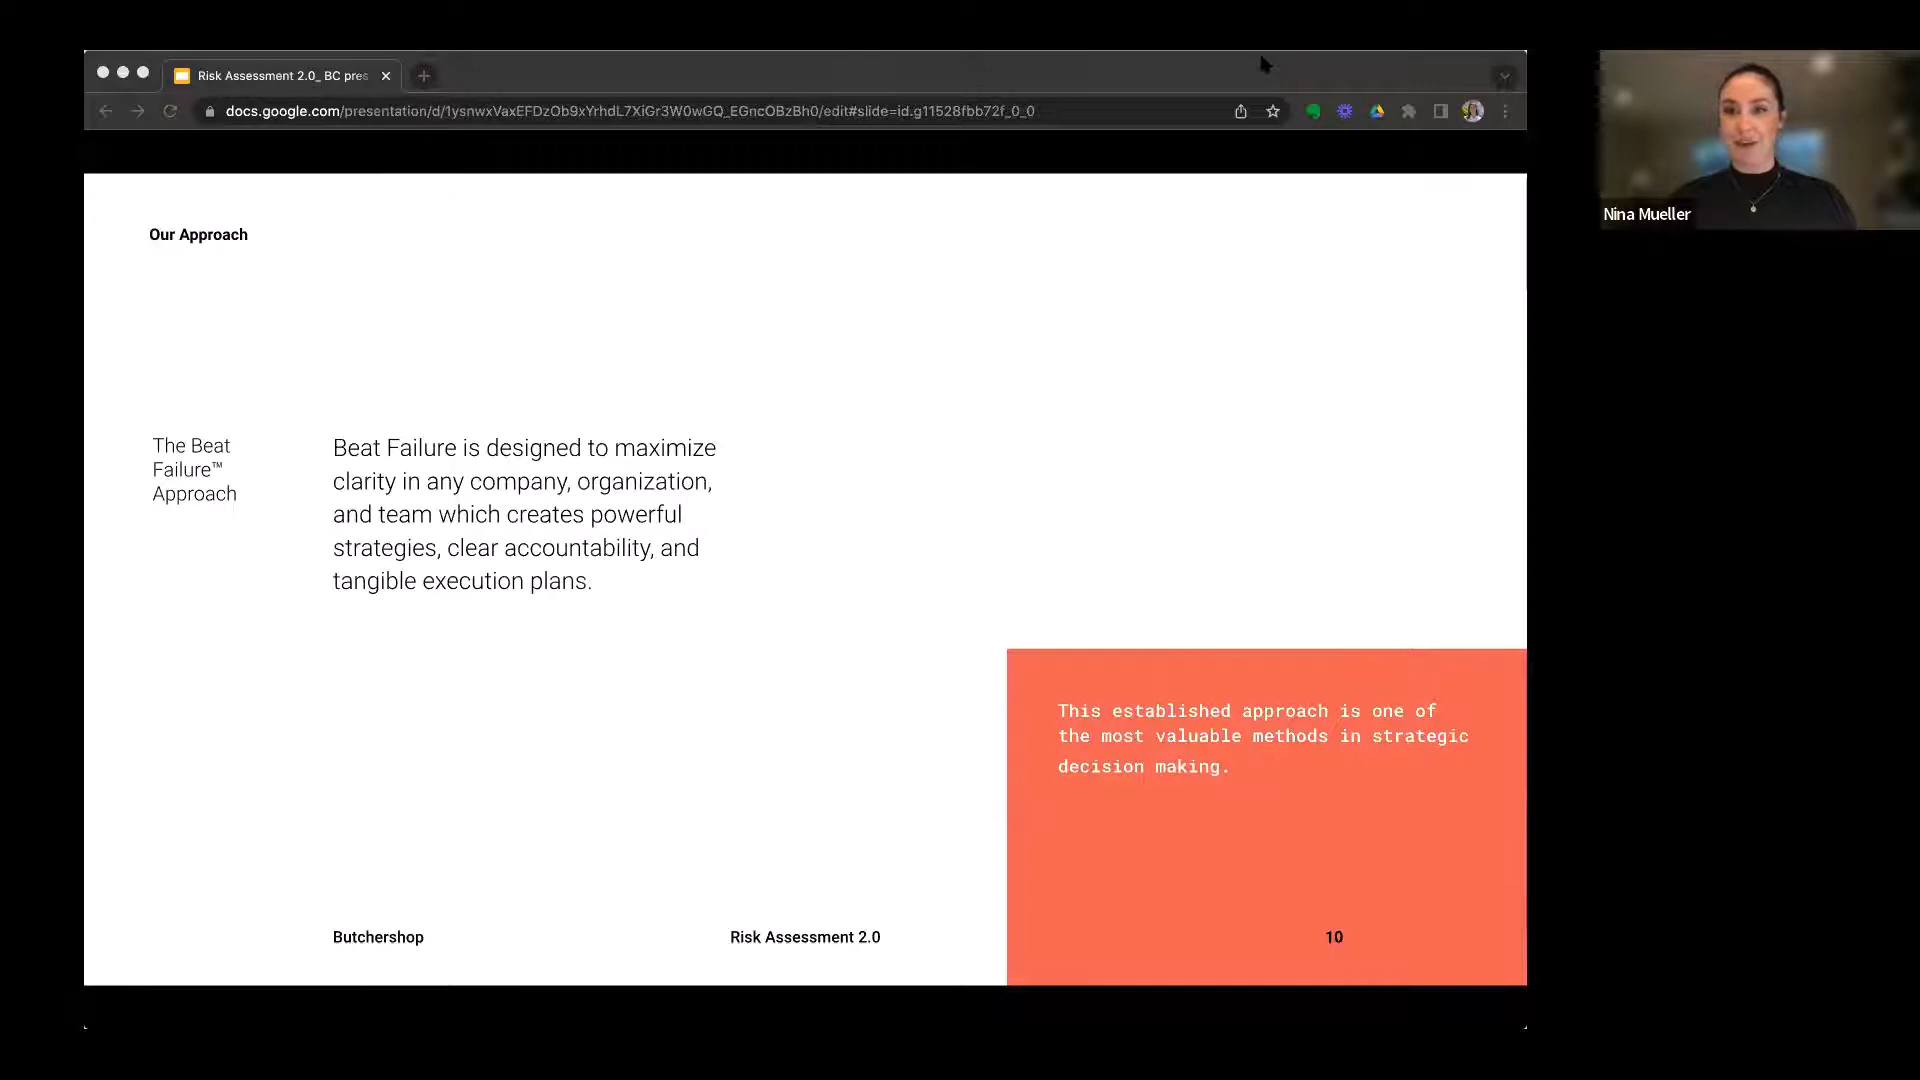 Risk Assessment 2.0_ BC pres
docs.google.com/presentation/d/1ysnwxVaxEFDzOb9xYrhdL7XiGr3W0wGQ_EGncOBzBh0/edit#slide=id.g11528fbb72f_0_0
Nina Mueller
Our Approach
The Beat
Failure™
Approach
Beat Failure is designed to maximize
clarity in any company, organization,
and team which creates powerful
strategies, clear accountability, and
tangible execution plans.
This established approach is one of
the most valuable methods in strategic
decision making.
Butchershop
Risk Assessment 2.0
10